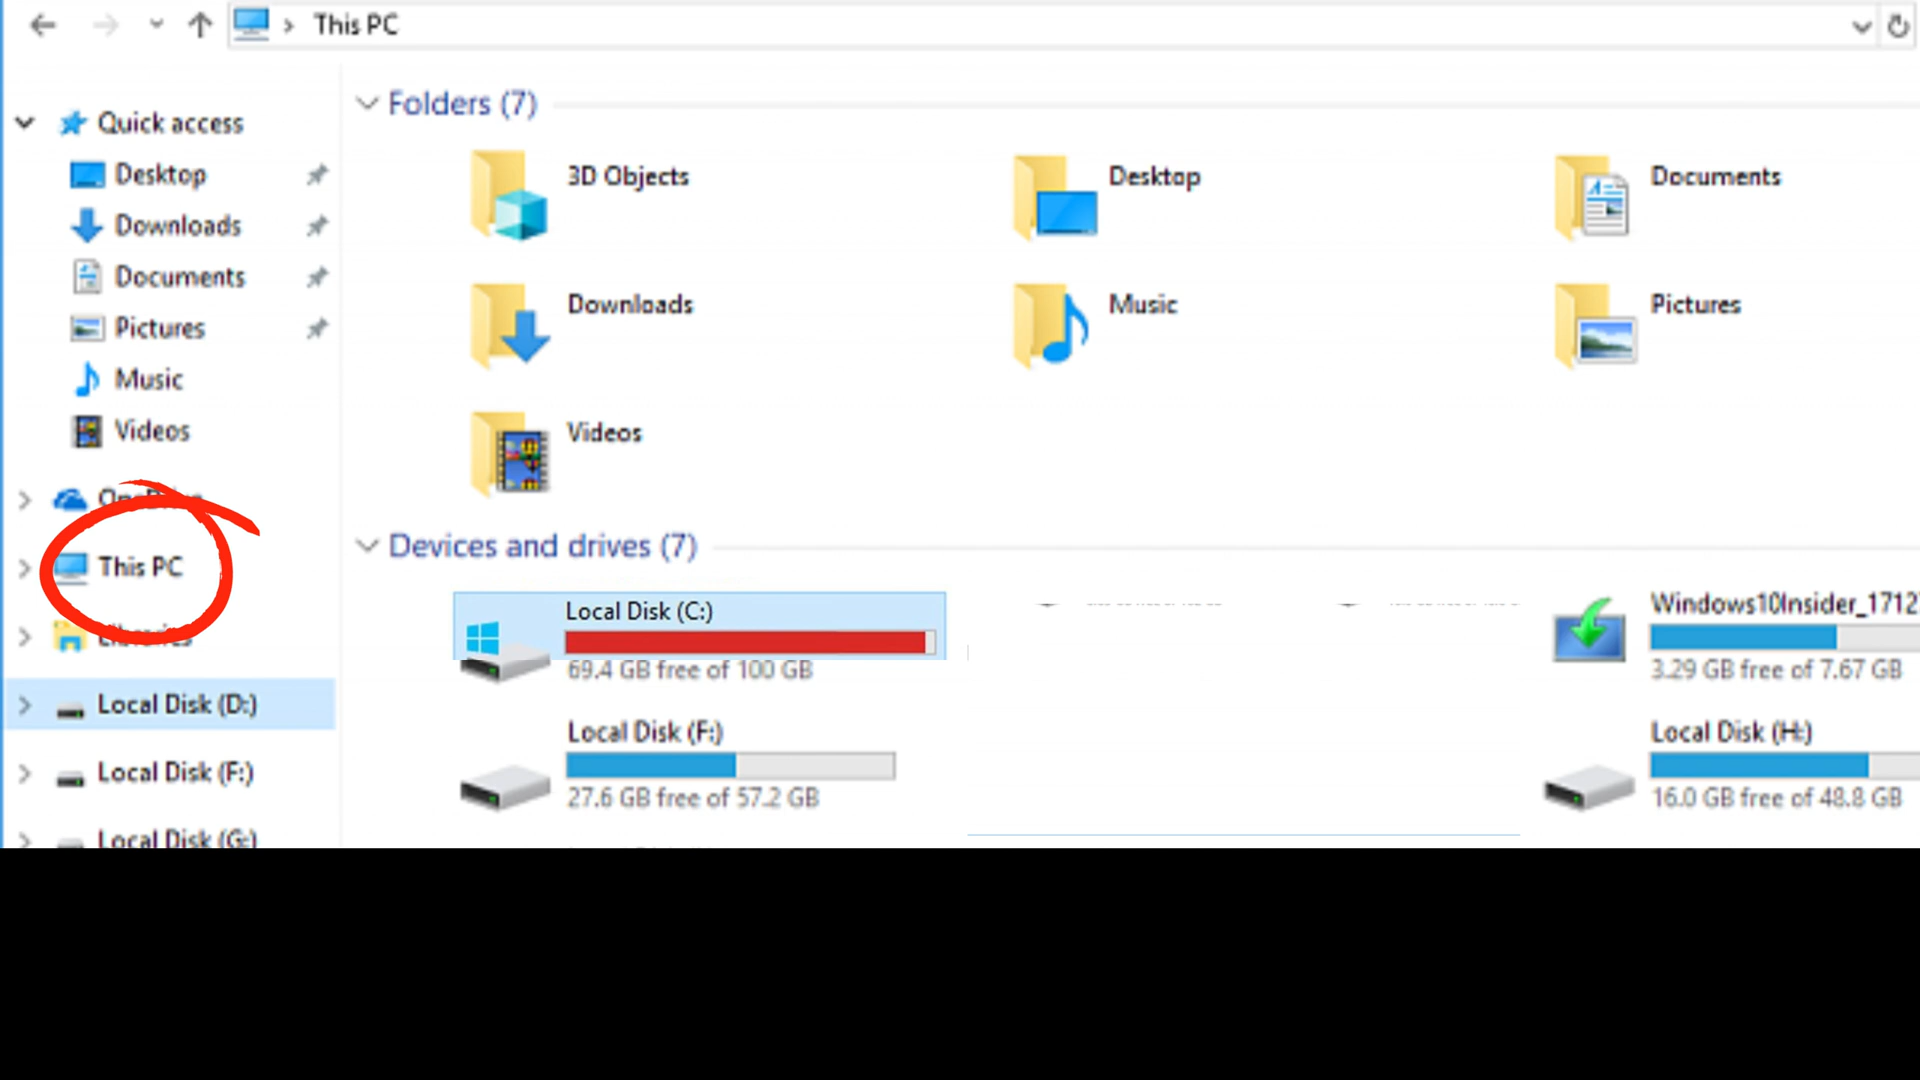 This PC
Quick access
Desktop
Downloads
Documents
Pictures
Music
Videos
OneDrive
This PC
Libraries
Local Disk (D:)
Local Disk (F:)
Local Disk (G:)
Folders (7)
3D Objects
Desktop
Documents
Downloads
Music
Pictures
Videos
Devices and drives (7)
Local Disk (C:)
69.4 GB free of 100 GB
Windows10Insider_1712
3.29 GB free of 7.67 GB
Local Disk (F:)
27.6 GB free of 57.2 GB
Local Disk (H:)
16.0 GB free of 48.8 GB